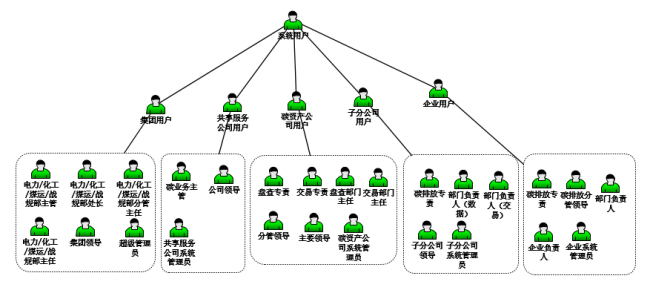 系统用户
集团用户
共享服务
公司用户
碳资产公
司用户
子分公司
用户
企业用户
电力/化工
/煤运/战
规部主管
电力/化工
/煤运/战
规部处长
电力/化工
/煤运/战
规部分管
主任
电力/化工
/煤运/战
规部主任
集团领导
超级管理
员
碳业务主
管
公司领导
共享服务
公司系统
管理员
盘查专责
交易专责
盘查部门
主任
交易部门
主任
分管领导
主要领导
碳资产公
司系统管
理员
碳排放专
责
部门负责
人（数
据）
部门负责
人（交
易）
子分公司
领导
子分公司
系统管理
员
碳排放专
责
碳排放分
管领导
部门负责
人
企业负责
人
企业系统
管理员